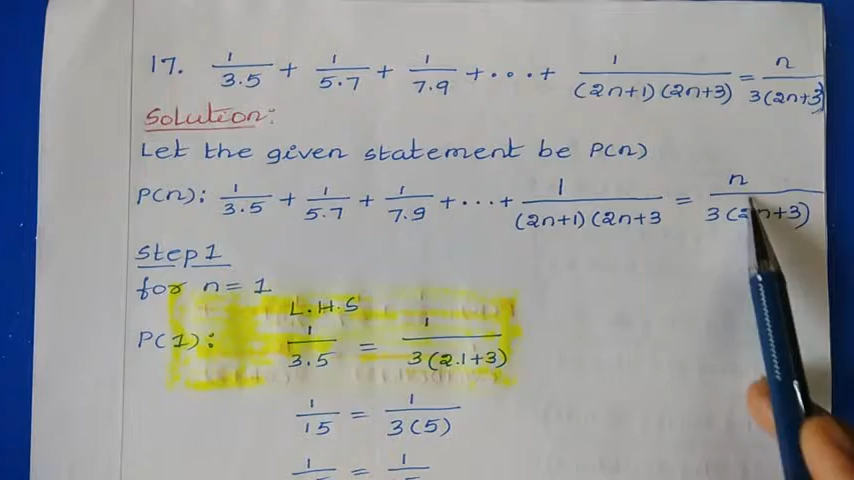 17. 1/3.5 + 1/5.7 + 1/7.9 + ... + 1/(2n+1)(2n+3) = n/3(2n+3)
Solution:
Let the given statement be P(n)
P(n): 1/3.5 + 1/5.7 + 1/7.9 + ... + 1/(2n+1)(2n+3 = n/3(2n+3)
Step1
for n = 1
L.H.S
P(1): 1/3.5 = 1/3(2.1+3)
1/15 = 1/3(5)